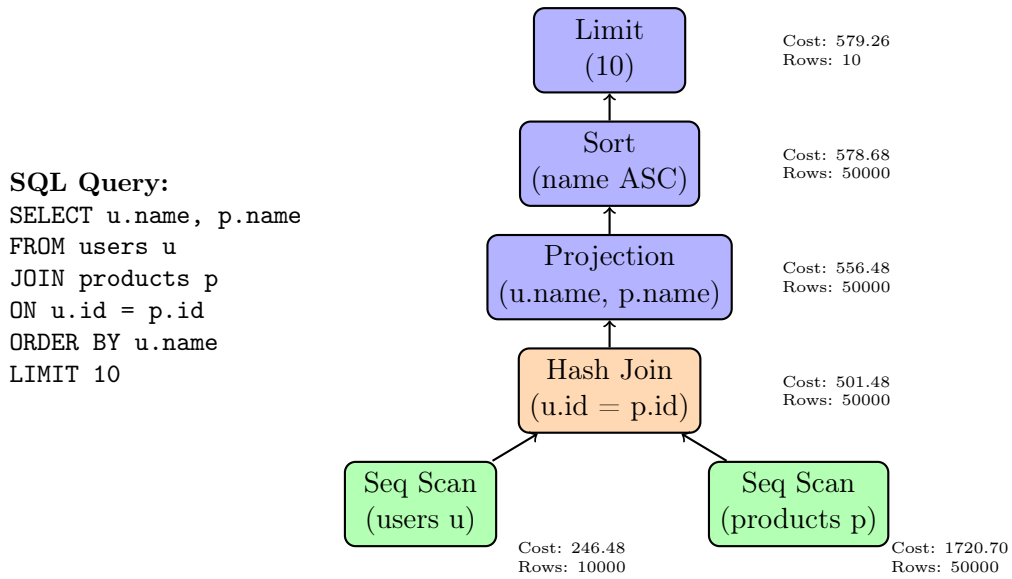 SQL Query:
SELECT u.name, p.name
FROM users u
JOIN products p
ON u.id = p.id
ORDER BY u.name
LIMIT 10
Limit
(10)
Cost: 579.26
Rows: 10
Sort
(name ASC)
Cost: 578.68
Rows: 50000
Projection
(u.name, p.name)
Cost: 556.48
Rows: 50000
Hash Join
(u.id = p.id)
Cost: 501.48
Rows: 50000
Seq Scan
(users u)
Cost: 246.48
Rows: 10000
Seq Scan
(products p)
Cost: 1720.70
Rows: 50000